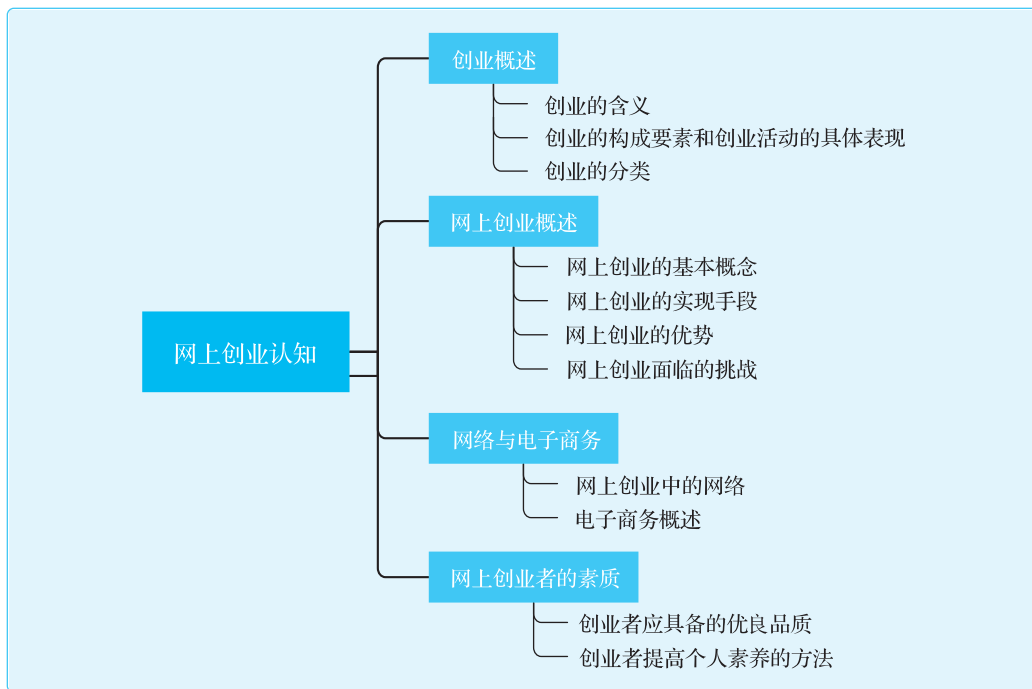 网上创业认知
创业概述
创业的含义
创业的构成要素和创业活动的具体表现
创业的分类
网上创业概述
网上创业的基本概念
网上创业的实现手段
网上创业的优势
网上创业面临的挑战
网络与电子商务
网上创业中的网络
电子商务概述
网上创业者的素质
创业者应具备的优良品质
创业者提高个人素养的方法